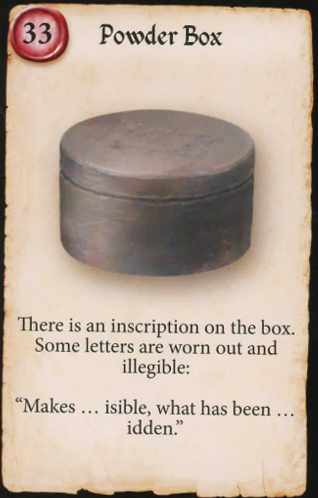 33
Powder Box
There is an inscription on the box.
Some letters are worn out and
illegible:
“Makes … isible, what has been …
idden.”